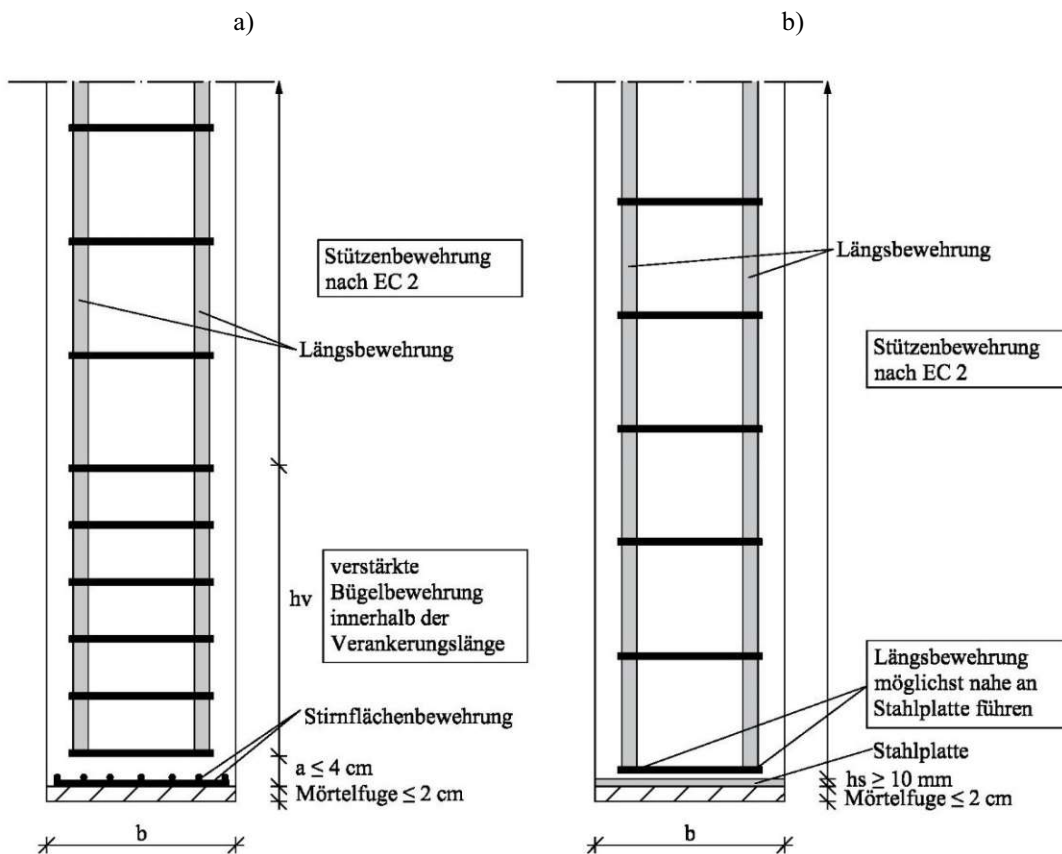 a)
Stützenbewehrung
nach EC 2
Längsbewehrung
hv
verstärkte
Bügelbewehrung
innerhalb der
Verankerungslänge
Stirnflächenbewehrung
a ≤ 4 cm
Mörtelfuge ≤ 2 cm
b
b)
Längsbewehrung
Stützenbewehrung
nach EC 2
Längsbewehrung
möglichst nahe an
Stahlplatte führen
Stahlplatte
hs ≥ 10 mm
Mörtelfuge ≤ 2 cm
b